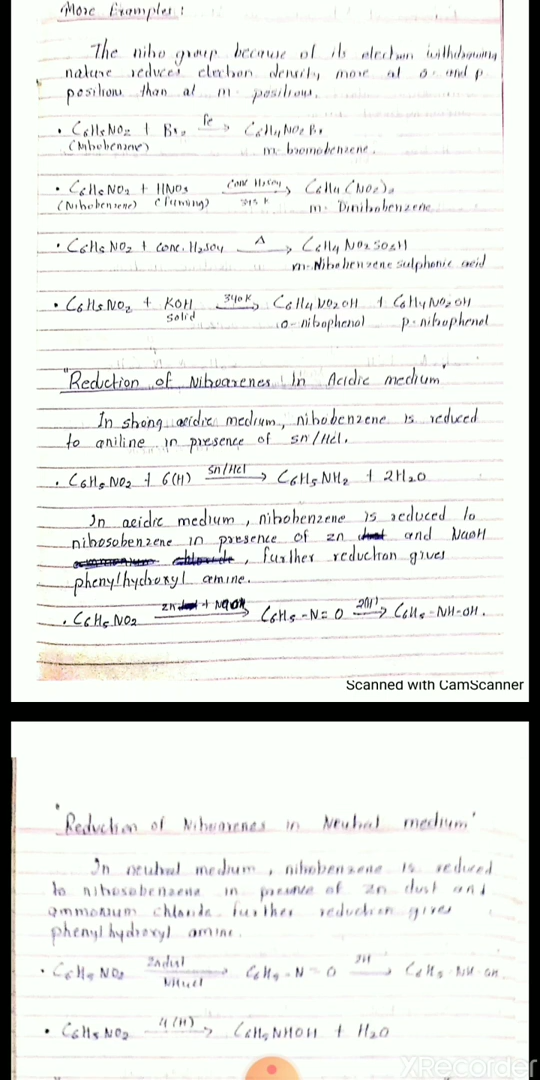 More Examples:
The nitro group because of its electron withdrawing
nature reduces electron density more at o- and p
positions than at m- positions.
• C6H5NO2 + Br2 Fe → C6H4NO2Br
(Nitrobenzene) m-bromobenzene.
• C6H5NO2 + HNO3 conc H2SO4 → C6H4(NO2)2
(Nitrobenzene) (fuming) m-Dinitrobenzene
• C6H5NO2 + conc. H2SO4 Δ → C6H4NO2SO3H
m-Nitrobenzene sulphonic acid
• C6H5NO2 + KOH 340K → C6H4NO2OH + C6H4NO2OH
solid o-nitrophenol p-nitrophenol
"Reduction of Nitroarenes In Acidic medium"
In strong acidic medium, nitrobenzene is reduced
to aniline in presence of sn/Hcl.
• C6H5NO2 + 6(H) sn/Hcl → C6H5NH2 + 2H2O
In acidic medium, nitrobenzene is reduced to
nitrosobenzene in presence of zn and NaOH
, further reduction gives
phenylhydroxyl amine.
• C6H5NO2 zn + NaOH → C6H5-N=O 2(H) → C6H5-NH-OH.
Scanned with CamScanner
"Reduction of Nitroarenes in Neutral medium"
In neutral medium, nitrobenzene is reduced
to nitrosobenzene in presence of zn dust and
ammonium chloride. further reduction gives
phenylhydroxyl amine.
• C6H5NO2 zndust NH4cl → C6H5-N=O 2H → C6H5-NH-OH.
• C6H5NO2 4(H) → C6H5NHOH + H2O
XRecorder